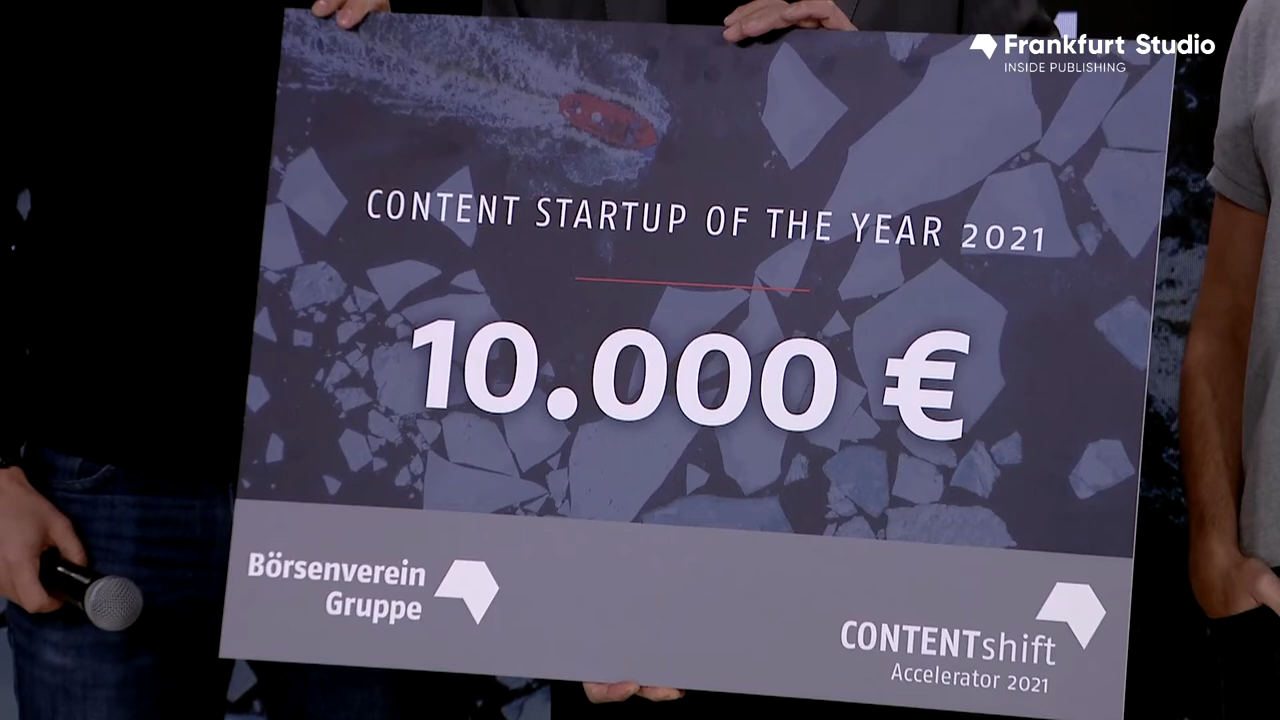 Frankfurt Studio
INSIDE PUBLISHING
CONTENT STARTUP OF THE YEAR 2021
10.000 €
Börsenverein
Gruppe
CONTENTshift
Accelerator 2021